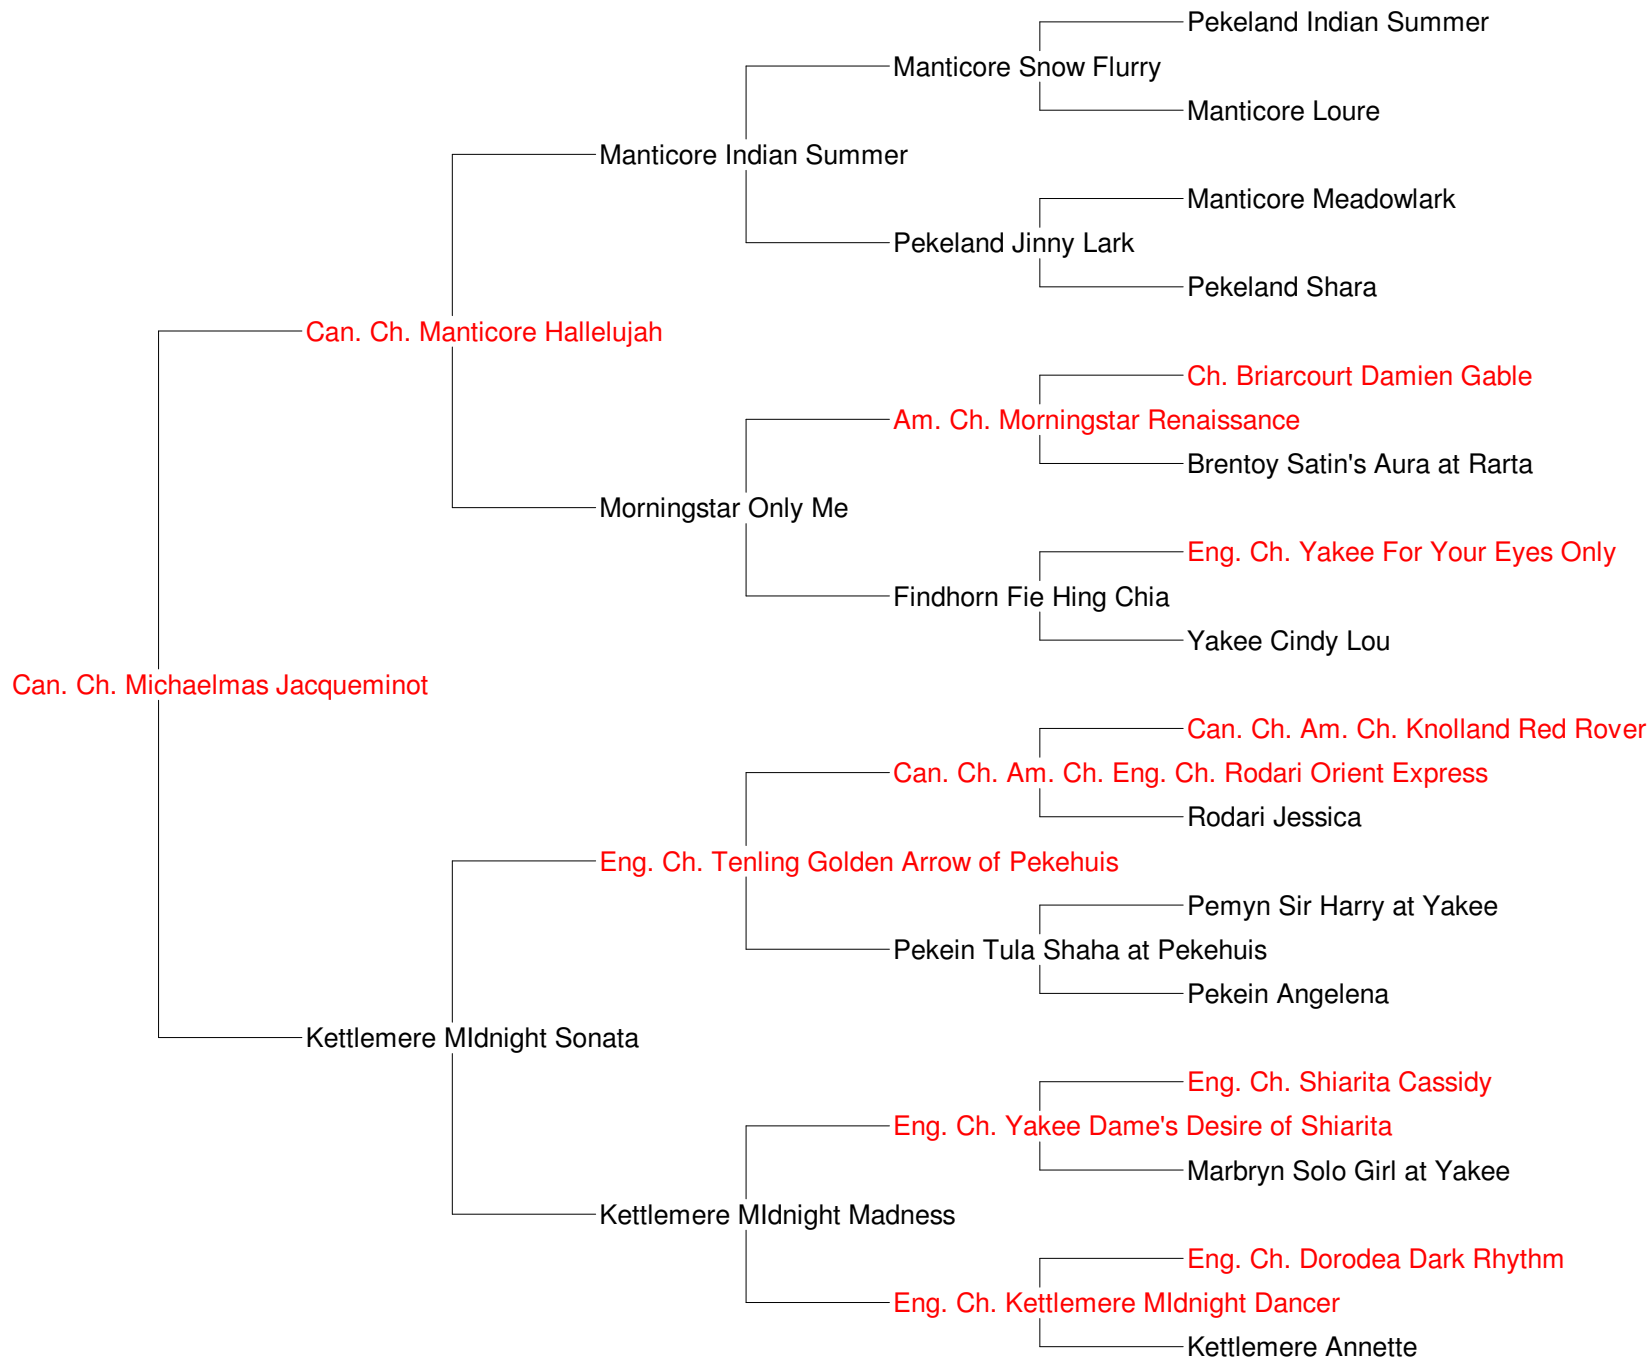 Pekeland Indian Summer
Manticore Snow Flurry
Manticore Loure
Manticore Indian Summer
Manticore Meadowlark
Pekeland Jinny Lark
Pekeland Shara
Can. Ch. Manticore Hallelujah
Ch. Briarcourt Damien Gable
Am. Ch. Morningstar Renaissance
Brentoy Satin's Aura at Rarta
Morningstar Only Me
Eng. Ch. Yakee For Your Eyes Only
Findhorn Fie Hing Chia
Yakee Cindy Lou
Can. Ch. Michaelmas Jacqueminot
Can. Ch. Am. Ch. Knolland Red Rover
Can. Ch. Am. Ch. Eng. Ch. Rodari Orient Express
Rodari Jessica
Eng. Ch. Tenling Golden Arrow of Pekehuis
Pemyn Sir Harry at Yakee
Pekein Tula Shaha at Pekehuis
Pekein Angelena
Kettlemere MIdnight Sonata
Eng. Ch. Shiarita Cassidy
Eng. Ch. Yakee Dame's Desire of Shiarita
Marbryn Solo Girl at Yakee
Kettlemere MIdnight Madness
Eng. Ch. Dorodea Dark Rhythm
Eng. Ch. Kettlemere MIdnight Dancer
Kettlemere Annette